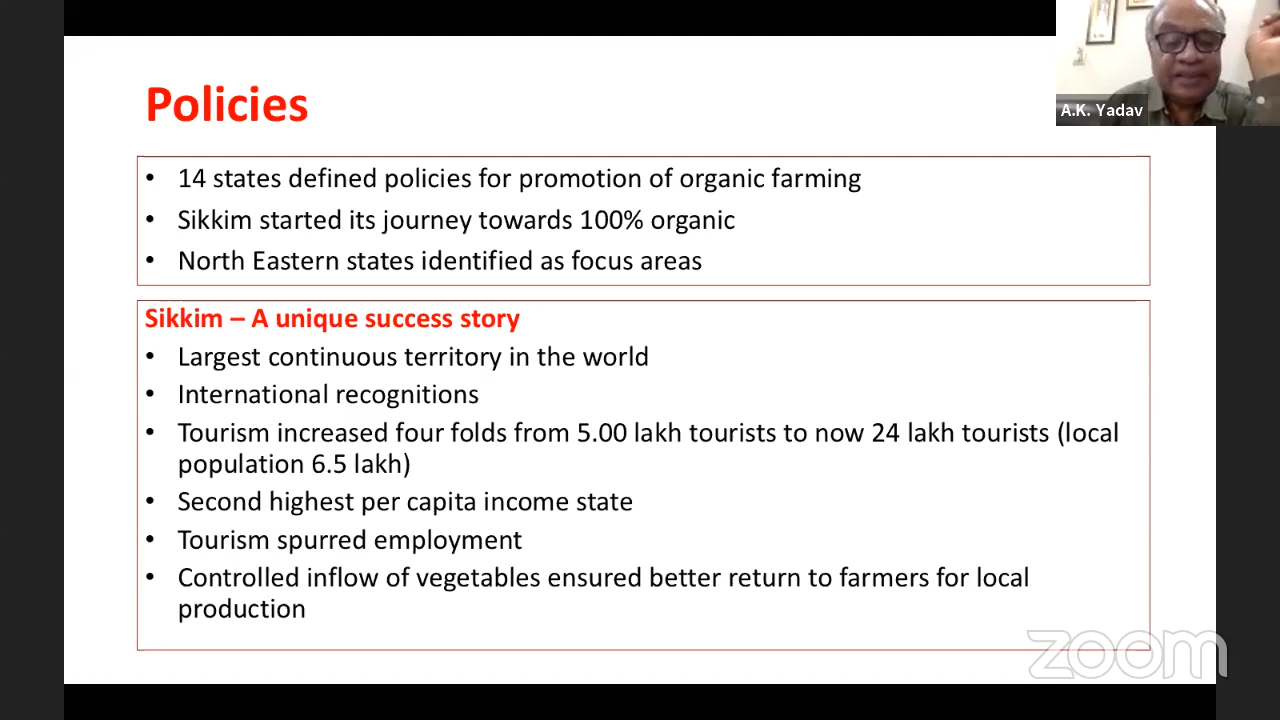 Policies
A.K. Yadav
• 14 states defined policies for promotion of organic farming
• Sikkim started its journey towards 100% organic
• North Eastern states identified as focus areas
Sikkim – A unique success story
• Largest continuous territory in the world
• International recognitions
• Tourism increased four folds from 5.00 lakh tourists to now 24 lakh tourists (local
population 6.5 lakh)
• Second highest per capita income state
• Tourism spurred employment
• Controlled inflow of vegetables ensured better return to farmers for local
production
zoom